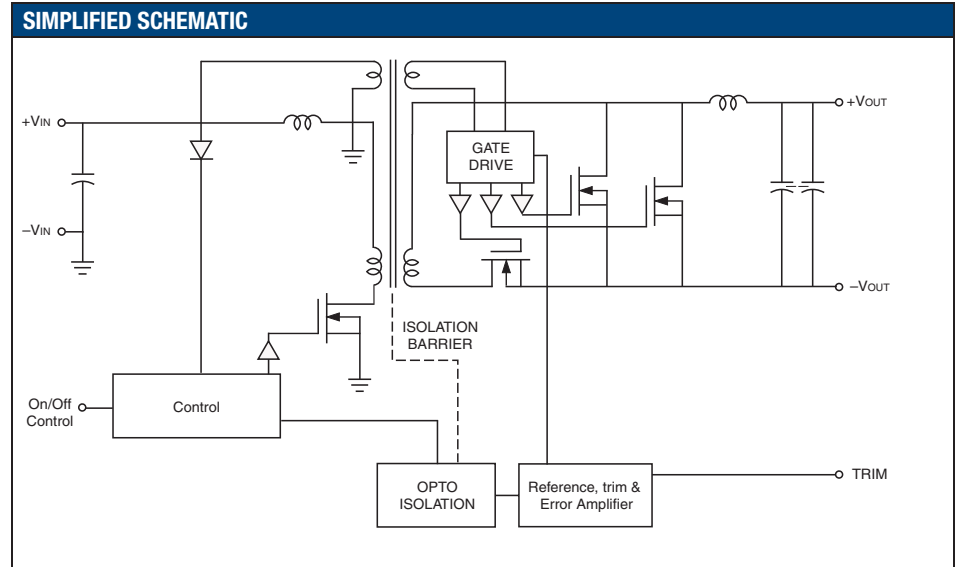 SIMPLIFIED SCHEMATIC
+VIN
−VIN
GATE
DRIVE
+VOUT
−VOUT
ISOLATION
BARRIER
On/Off
Control
Control
OPTO
ISOLATION
Reference, trim &
Error Amplifier
TRIM